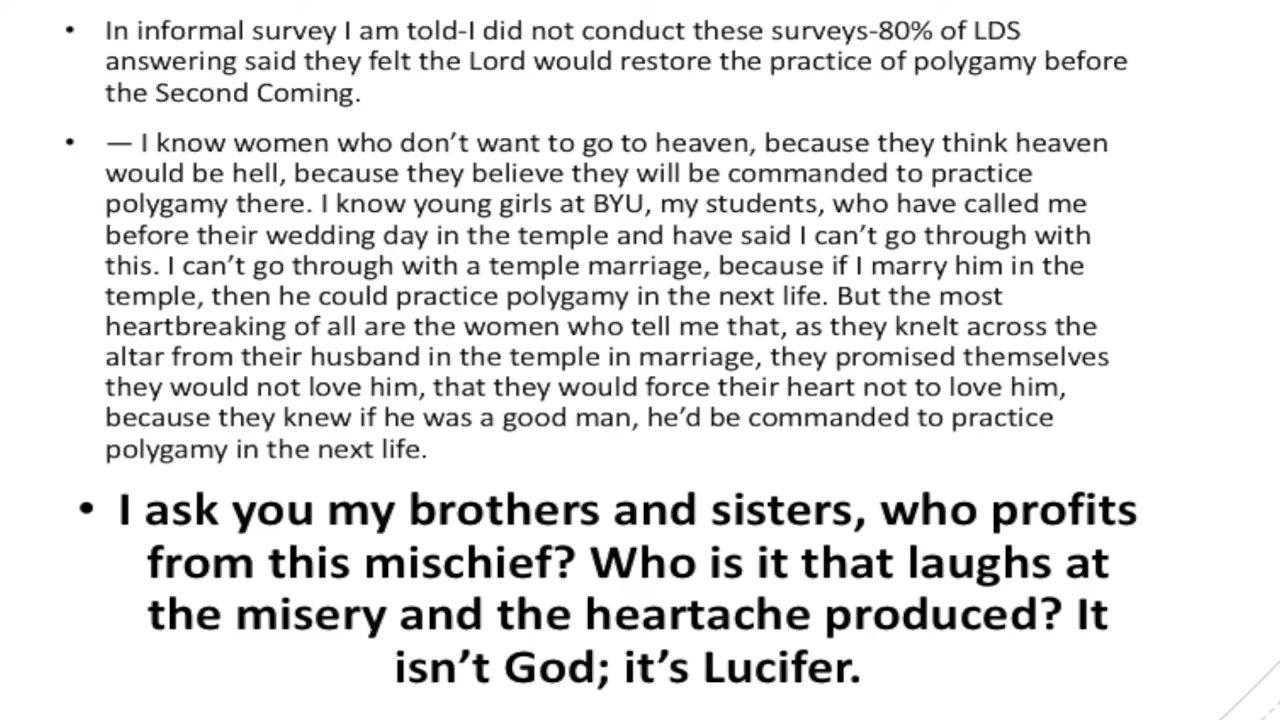 • In informal survey I am told-I did not conduct these surveys-80% of LDS
answering said they felt the Lord would restore the practice of polygamy before
the Second Coming.
• — I know women who don’t want to go to heaven, because they think heaven
would be hell, because they believe they will be commanded to practice
polygamy there. I know young girls at BYU, my students, who have called me
before their wedding day in the temple and have said I can’t go through with
this. I can’t go through with a temple marriage, because if I marry him in the
temple, then he could practice polygamy in the next life. But the most
heartbreaking of all are the women who tell me that, as they knelt across the
altar from their husband in the temple in marriage, they promised themselves
they would not love him, that they would force their heart not to love him,
because they knew if he was a good man, he’d be commanded to practice
polygamy in the next life.
• I ask you my brothers and sisters, who profits
from this mischief? Who is it that laughs at
the misery and the heartache produced? It
isn’t God; it’s Lucifer.